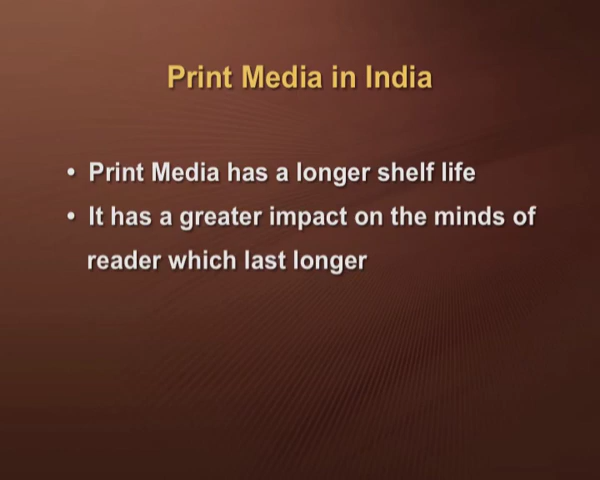 Print Media in India
• Print Media has a longer shelf life
• It has a greater impact on the minds of
reader which last longer